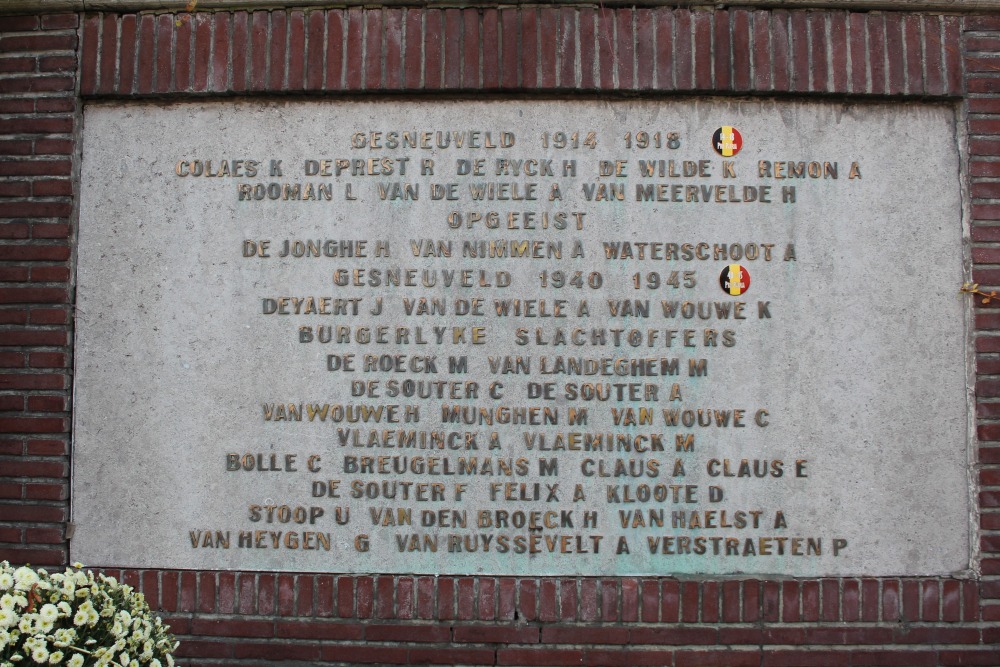 GESNEUVELD 1914 1918
COLAES K DEPREST R DE RYCK H DE WILDE K REMON A
ROOMAN L VAN DE WIELE A VAN MEERVELDE H
OPGEEIST
DE JONGHE H VAN NIMMEN A WATERSCHOOT A
GESNEUVELD 1940 1945
DEYAERT J VAN DE WIELE A VAN WOUWE K
BURGERLYKE SLACHTOFFERS
DE ROECK M VAN LANDEGHEM M
DE SOUTER C DE SOUTER A
VAN WOUWE H MUNGHEN M VAN WOUWE C
VLAEMINCK A VLAEMINCK M
BOLLE C BREUGELMANS M CLAUS A CLAUS E
DE SOUTER F FELIX A KLOOTE D
STOOP U VAN DEN BROECK H VAN HAELST A
VAN HEYGEN G VAN RUYSSËVELT A VERSTRAETEN P